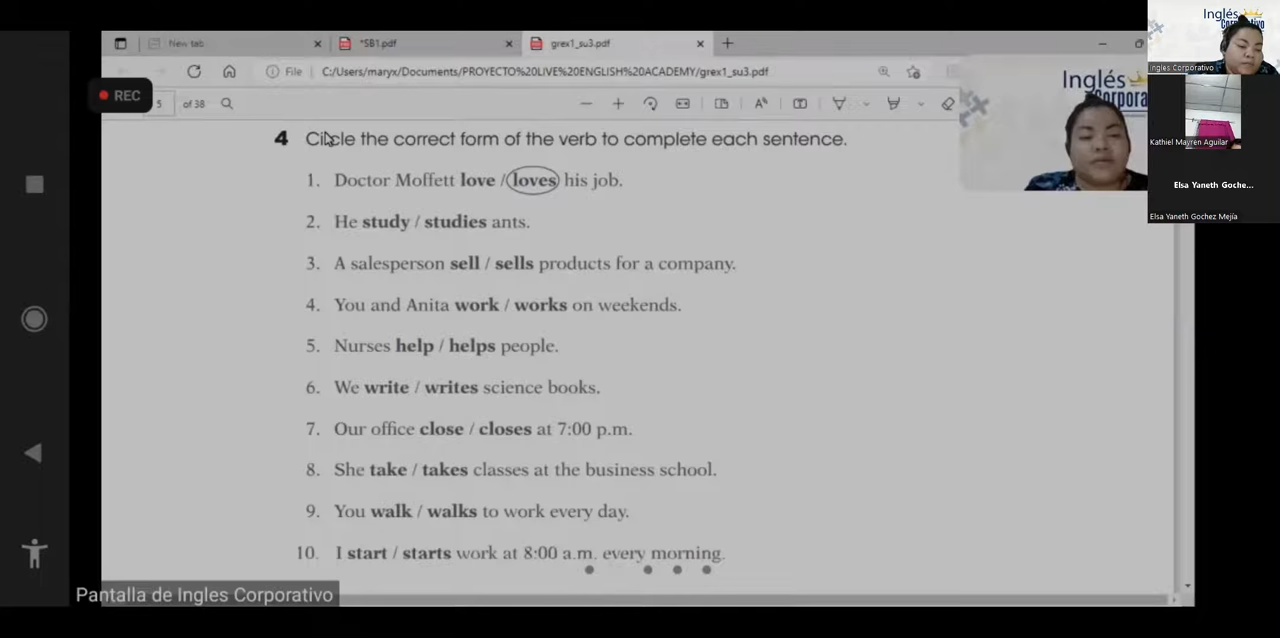 New tab
*SB1.pdf
grex1_su3.pdf
File
C:/Users/maryx/Documents/PROYECTO%20LIVE%20ENGLISH%20ACADEMY/grex1_su3.pdf
REC
5 of 38
4 Circle the correct form of the verb to complete each sentence.
1. Doctor Moffett love / loves his job.
2. He study / studies ants.
3. A salesperson sell / sells products for a company.
4. You and Anita work / works on weekends.
5. Nurses help / helps people.
6. We write / writes science books.
7. Our office close / closes at 7:00 p.m.
8. She take / takes classes at the business school.
9. You walk / walks to work every day.
10. I start / starts work at 8:00 a.m. every morning.
Pantalla de Ingles Corporativo
Inglés
Inglés
Ingles Corporativo
Kathiel Mayren Aguilar
Elsa Yaneth Goche...
Elsa Yaneth Gochez Mejía